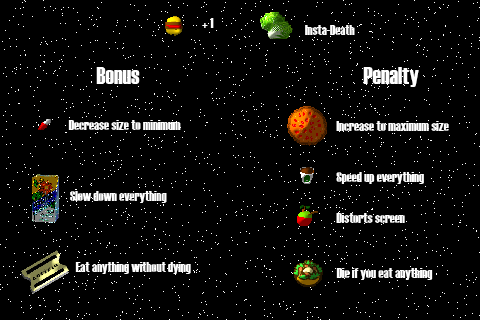 +1
Insta-Death
Bonus
Penalty
Decrease size to minimum
Increase to maximum size
Speed up everything
Slow down everything
Distorts screen
Eat anything without dying
Die if you eat anything